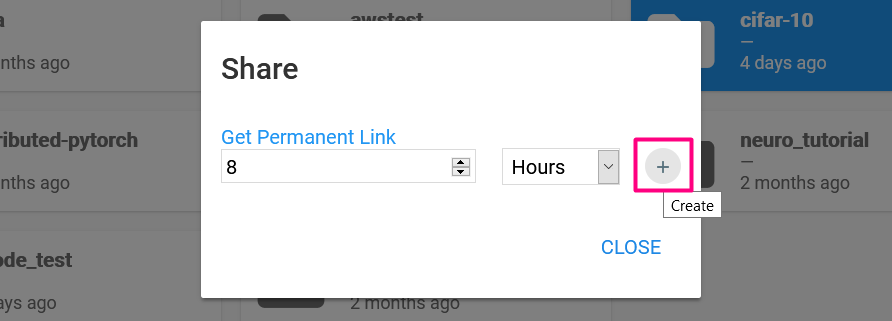 a
awstest
cifar-10
—
nths ago
4 days ago
Share
Get Permanent Link
8
Hours
+
Create
CLOSE
ributed-pytorch
neuro_tutorial
—
nths ago
2 months ago
ode_test
ays ago
2 months ago